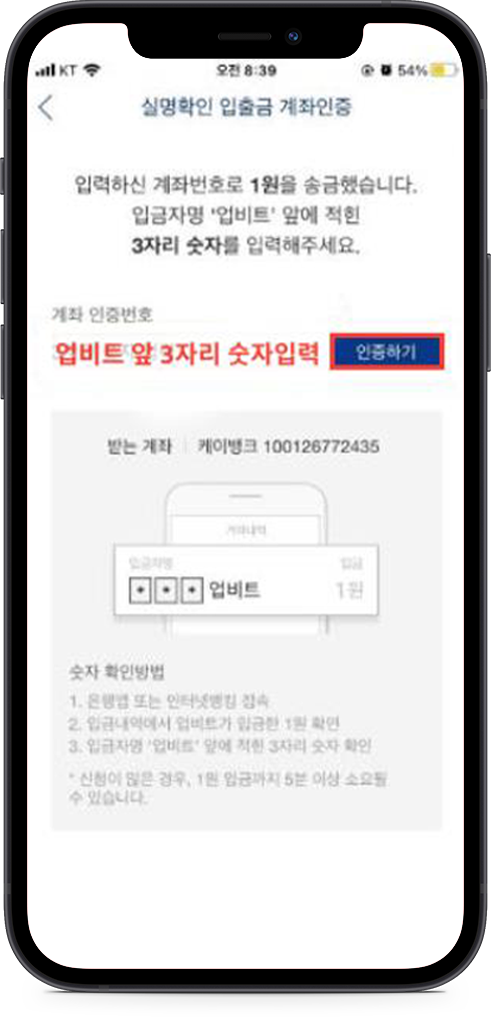 KT 오전 8:39 54%
실명확인 입출금 계좌인증
입력하신 계좌번호로 1원을 송금했습니다.
입금자명 '업비트' 앞에 적힌
3자리 숫자를 입력해주세요.
계좌 인증번호
업비트 앞 3자리 숫자입력 인증하기
받는 계좌 케이뱅크 100126772435
거래내역
입금자명 입금
* * * 업비트 1원
숫자 확인방법
1. 은행앱 또는 인터넷뱅킹 접속
2. 입금내역에서 업비트가 입금한 1원 확인
3. 입금자명 '업비트' 앞에 적힌 3자리 숫자 확인
* 신청이 많은 경우, 1원 입금까지 5분 이상 소요될
수 있습니다.